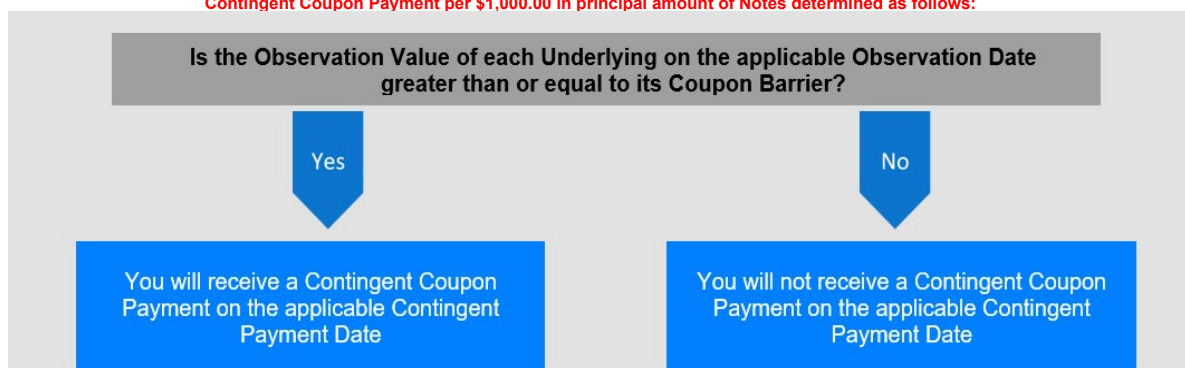 Contingent Coupon Payment per $1,000.00 in principal amount of Notes determined as follows:
Is the Observation Value of each Underlying on the applicable Observation Date
greater than or equal to its Coupon Barrier?
Yes
No
You will receive a Contingent Coupon
Payment on the applicable Contingent
Payment Date
You will not receive a Contingent Coupon
Payment on the applicable Contingent
Payment Date